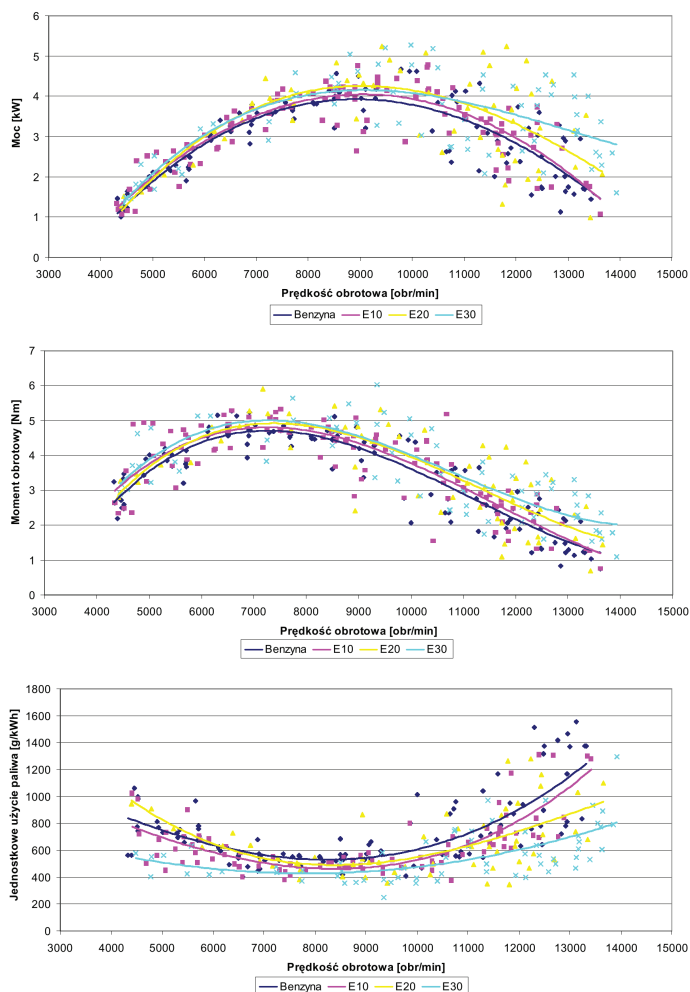 6
5
4
3
2
1
0
Moc [kW]
3000 4000 5000 6000 7000 8000 9000 10000 11000 12000 13000 14000 15000
Prędkość obrotowa [obr/min]
Benzyna E10 E20 E30
7
6
5
4
3
2
1
0
Moment obrotowy [Nm]
3000 4000 5000 6000 7000 8000 9000 10000 11000 12000 13000 14000 15000
Prędkość obrotowa [obr/min]
Benzyna E10 E20 E30
1800
1600
1400
1200
1000
800
600
400
200
0
Jednostkowe użycie paliwa [g/kWh]
3000 4000 5000 6000 7000 8000 9000 10000 11000 12000 13000 14000 15000
Prędkość obrotowa [obr/min]
Benzyna E10 E20 E30